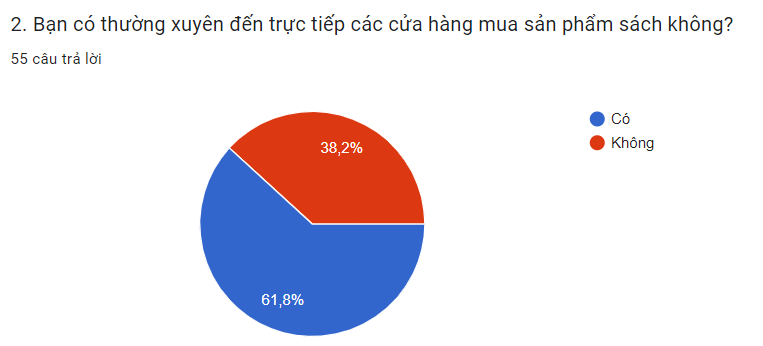 2. Bạn có thường xuyên đến trực tiếp các cửa hàng mua sản phẩm sách không?
55 câu trả lời
Có
Không
38,2%
61,8%